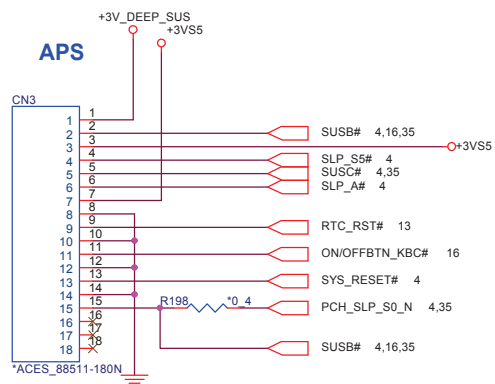 +3V_DEEP_SUS
+3VS5
APS
CN3
1 1
2 2 SUSB# 4,16,35
3 3 +3VS5
4 4 SLP_S5# 4
5 5 SUSC# 4,35
6 6 SLP_A# 4
7 7
8 8
9 9 RTC_RST# 13
10 10
11 11 ON/OFFBTN_KBC# 16
12 12
13 13 SYS_RESET# 4
14 14
15 15 R198 *0_4 PCH_SLP_S0_N 4,35
16 16
17 17
18 18 SUSB# 4,16,35
*ACES_88511-180N